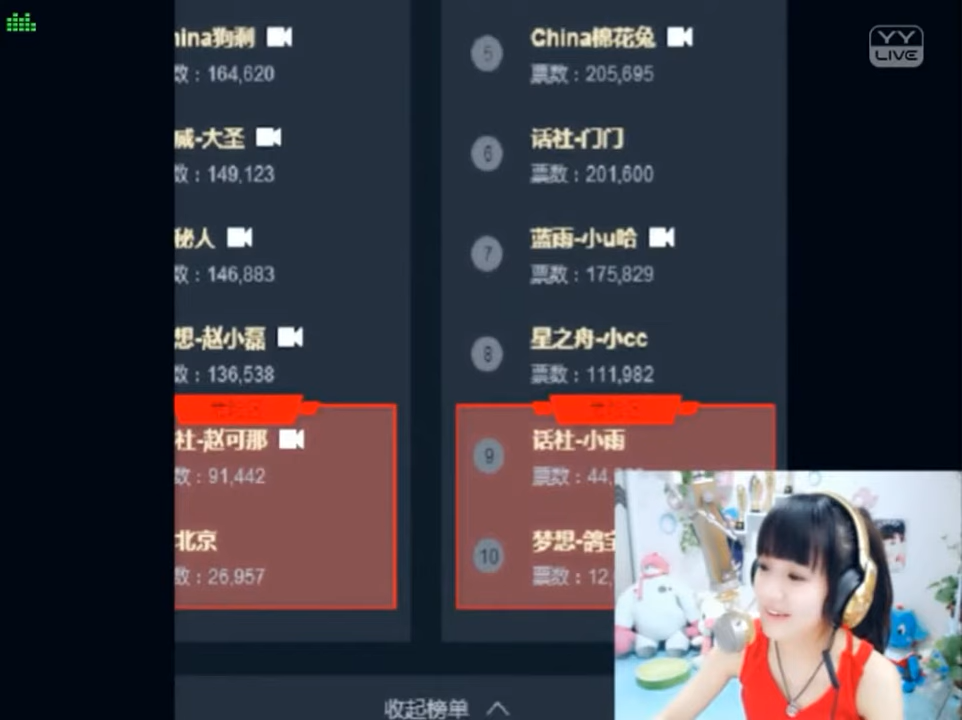 YY
LIVE
hina狗剩
数：164,620
威-大圣
数：149,123
秘人
数：146,883
想-赵小磊
数：136,538
社-赵可那
数：91,442
北京
数：26,957
5
China棉花兔
票数：205,695
6
话社-门门
票数：201,600
7
蓝雨-小u哈
票数：175,829
8
星之舟-小cc
票数：111,982
9
话社-小雨
票数：44,
10
梦想-鸽宝
票数：12,
收起榜单